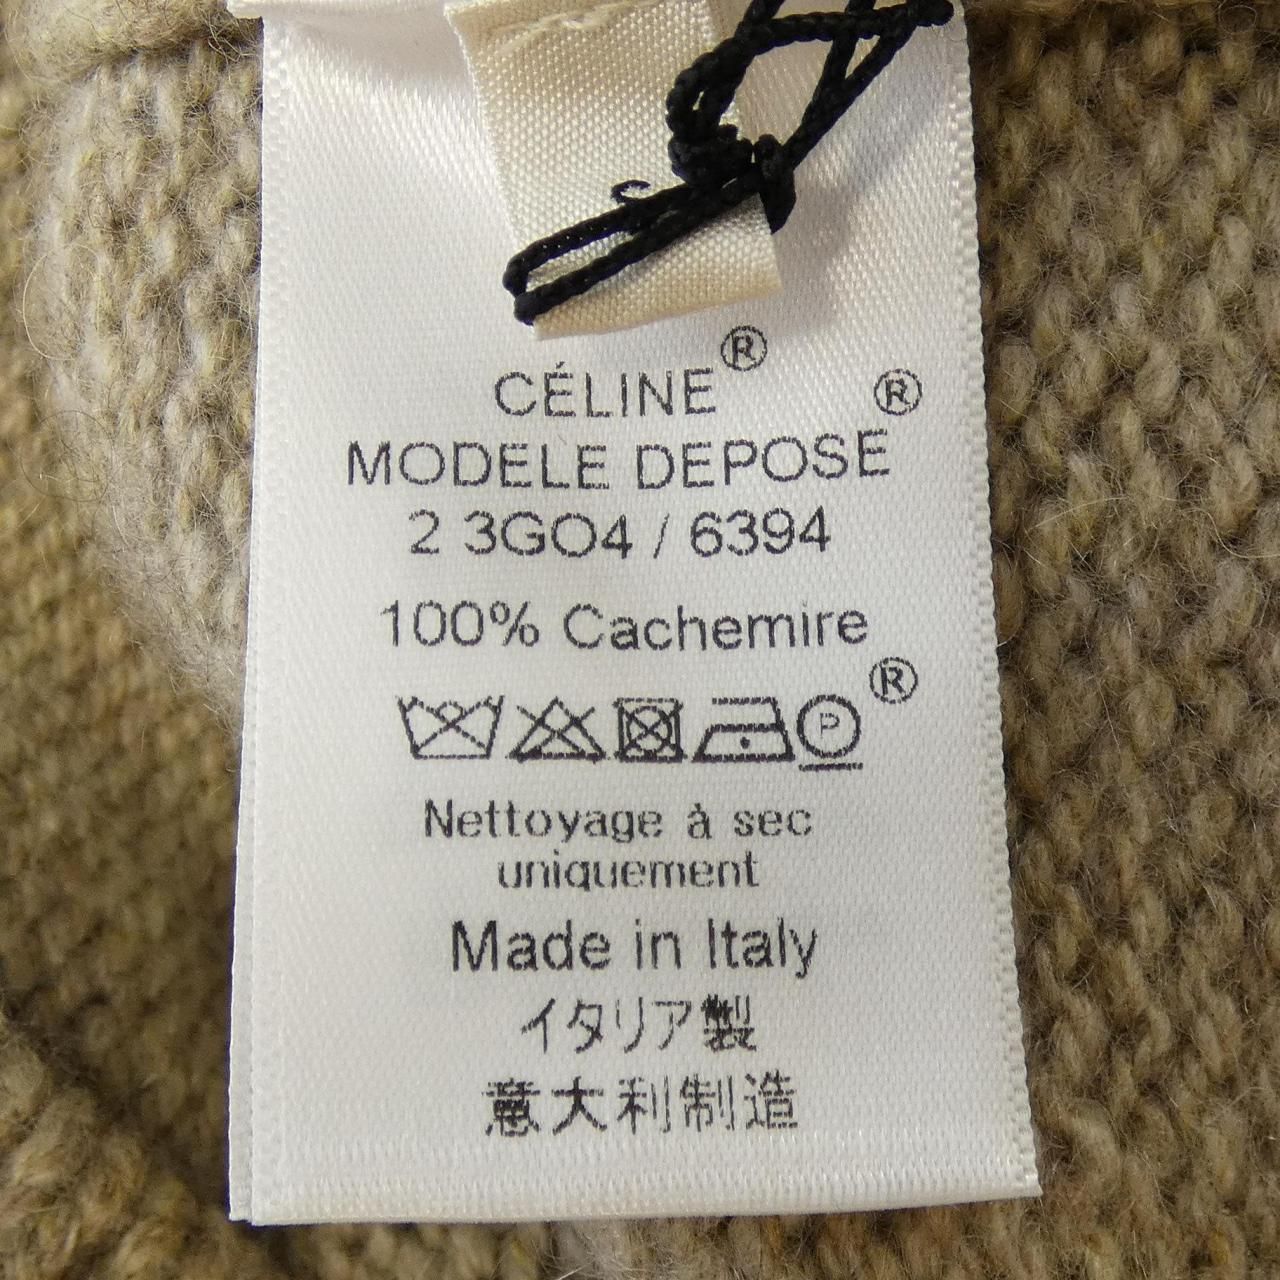 CÉLINE®
MODELE DEPOSE®
2 3GO4 / 6394
100% Cachemire
P ®
Nettoyage à sec
uniquement
Made in Italy
イタリア製
意大利制造